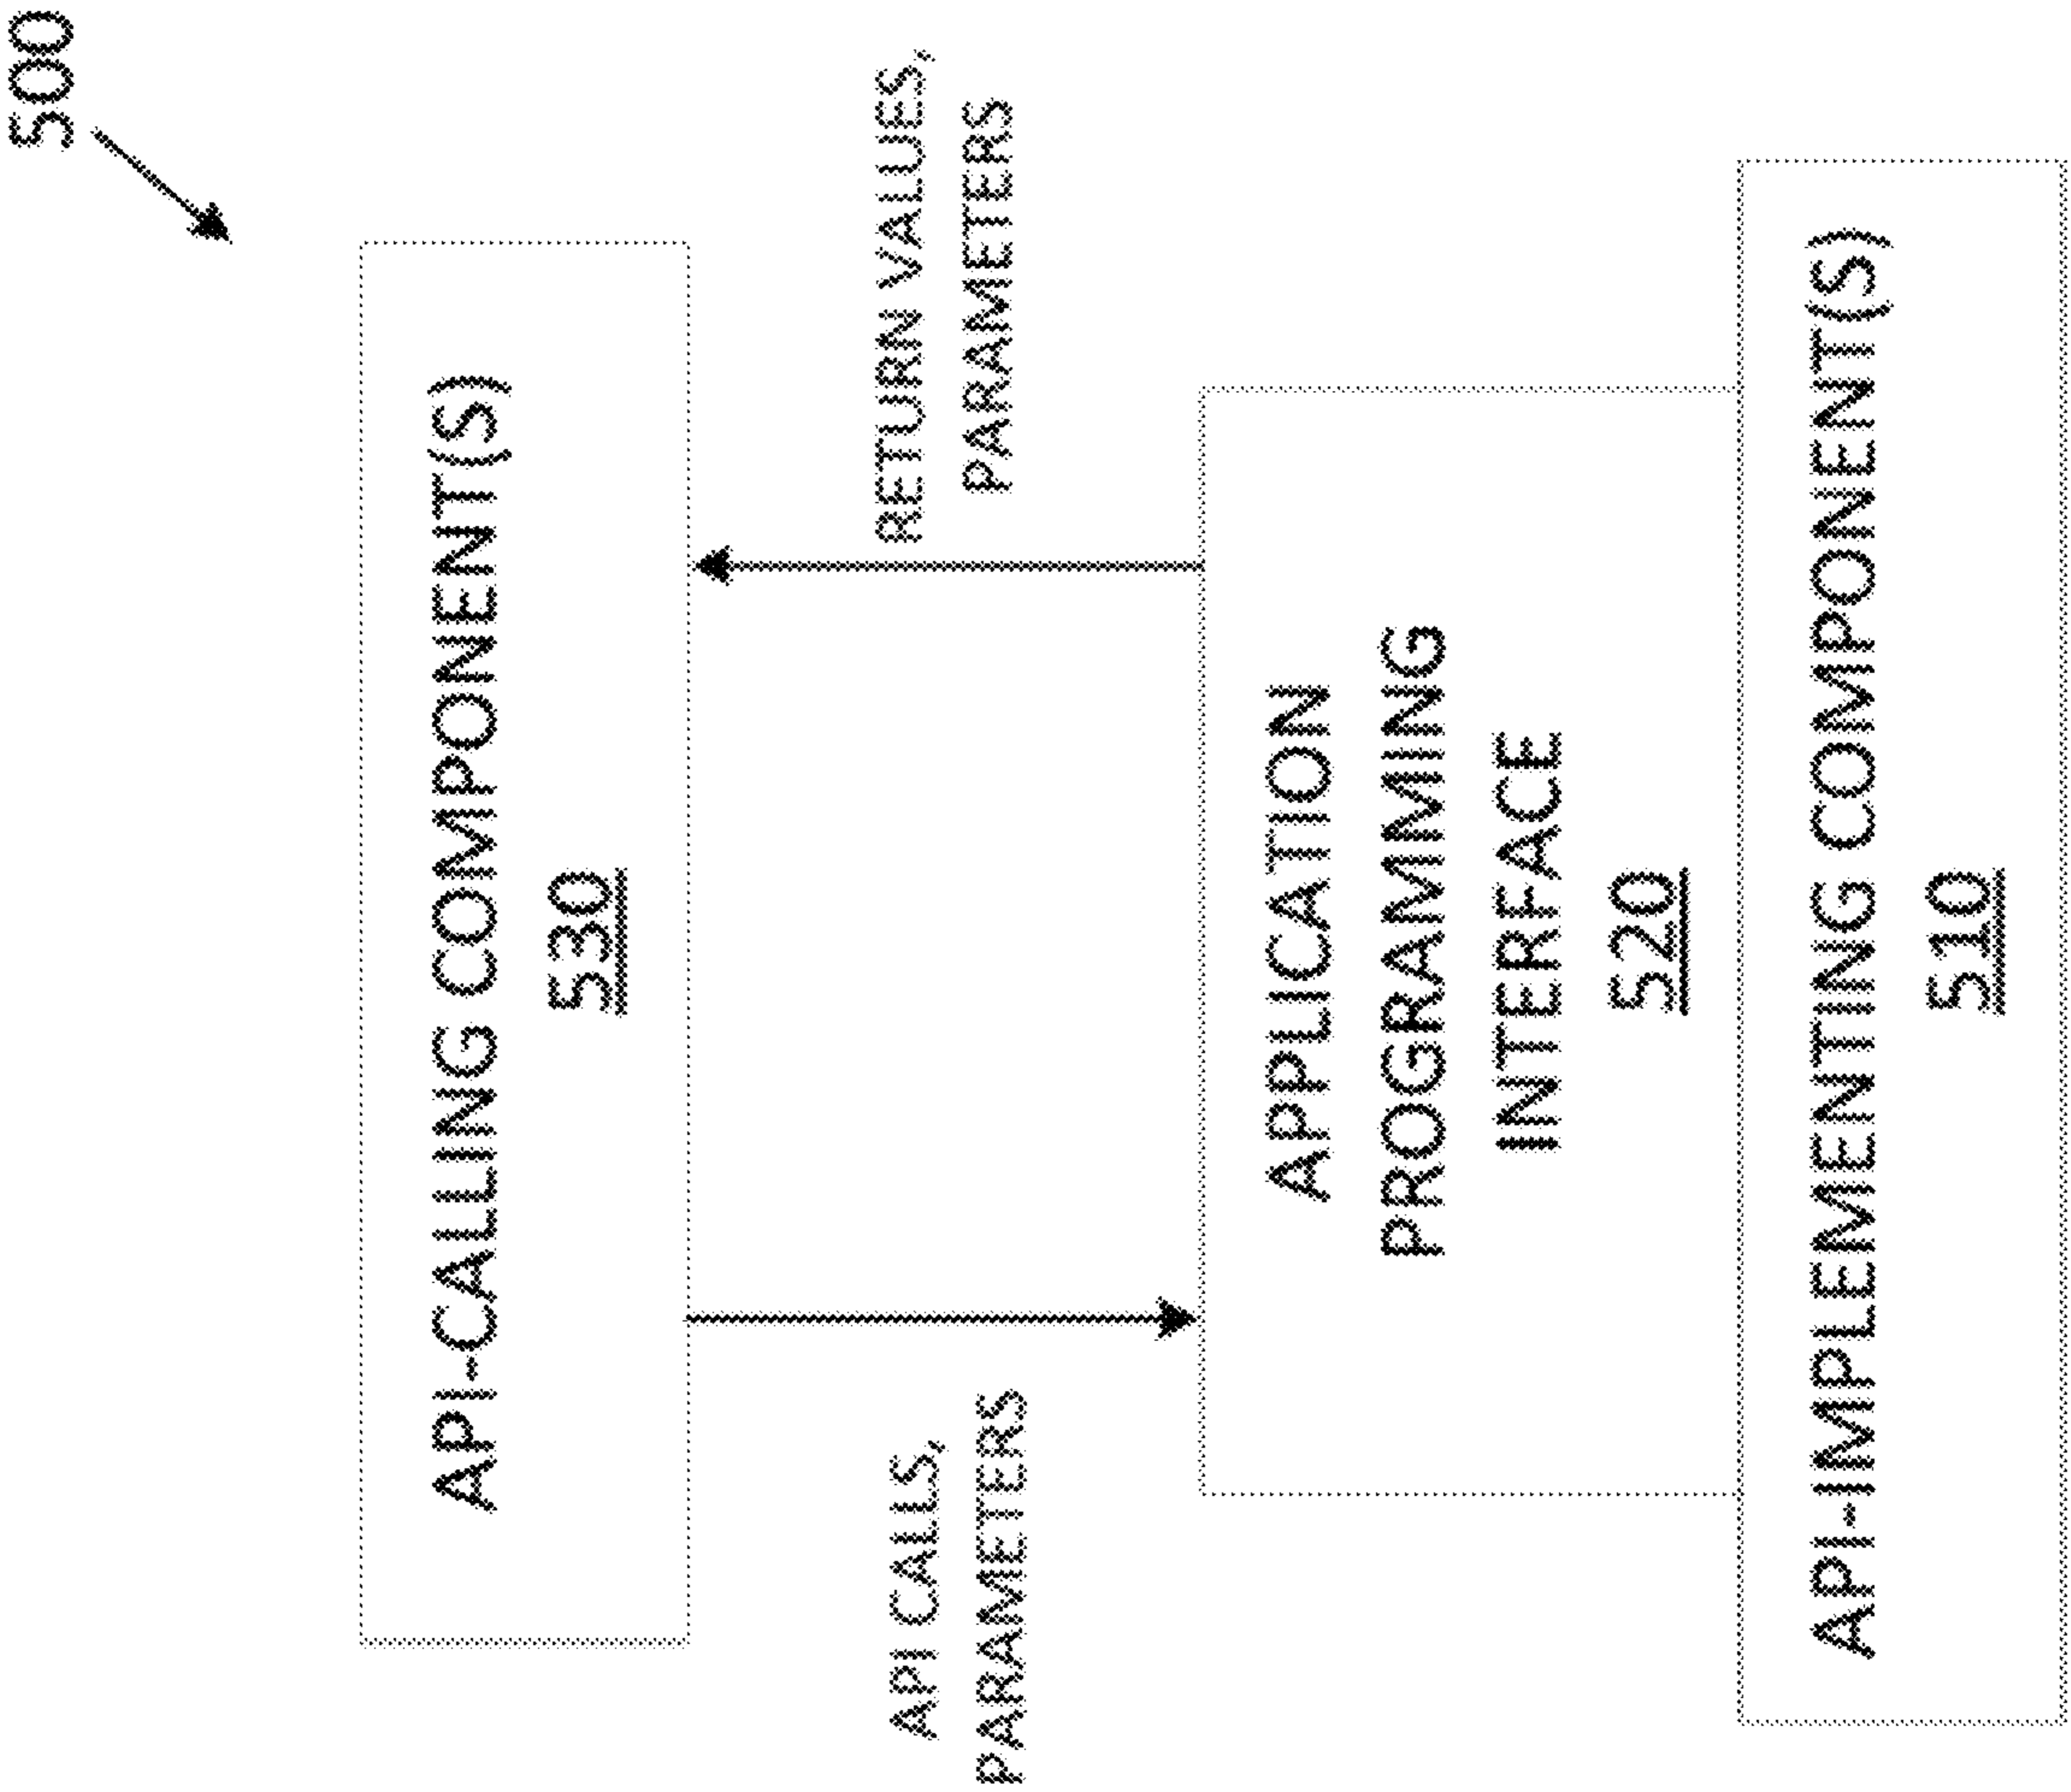 500
API-CALLING COMPONENT(S)
530
API CALLS,
PARAMETERS
RETURN VALUES,
PARAMETERS
APPLICATION
PROGRAMMING
INTERFACE
520
API-IMPLEMENTING COMPONENT(S)
510